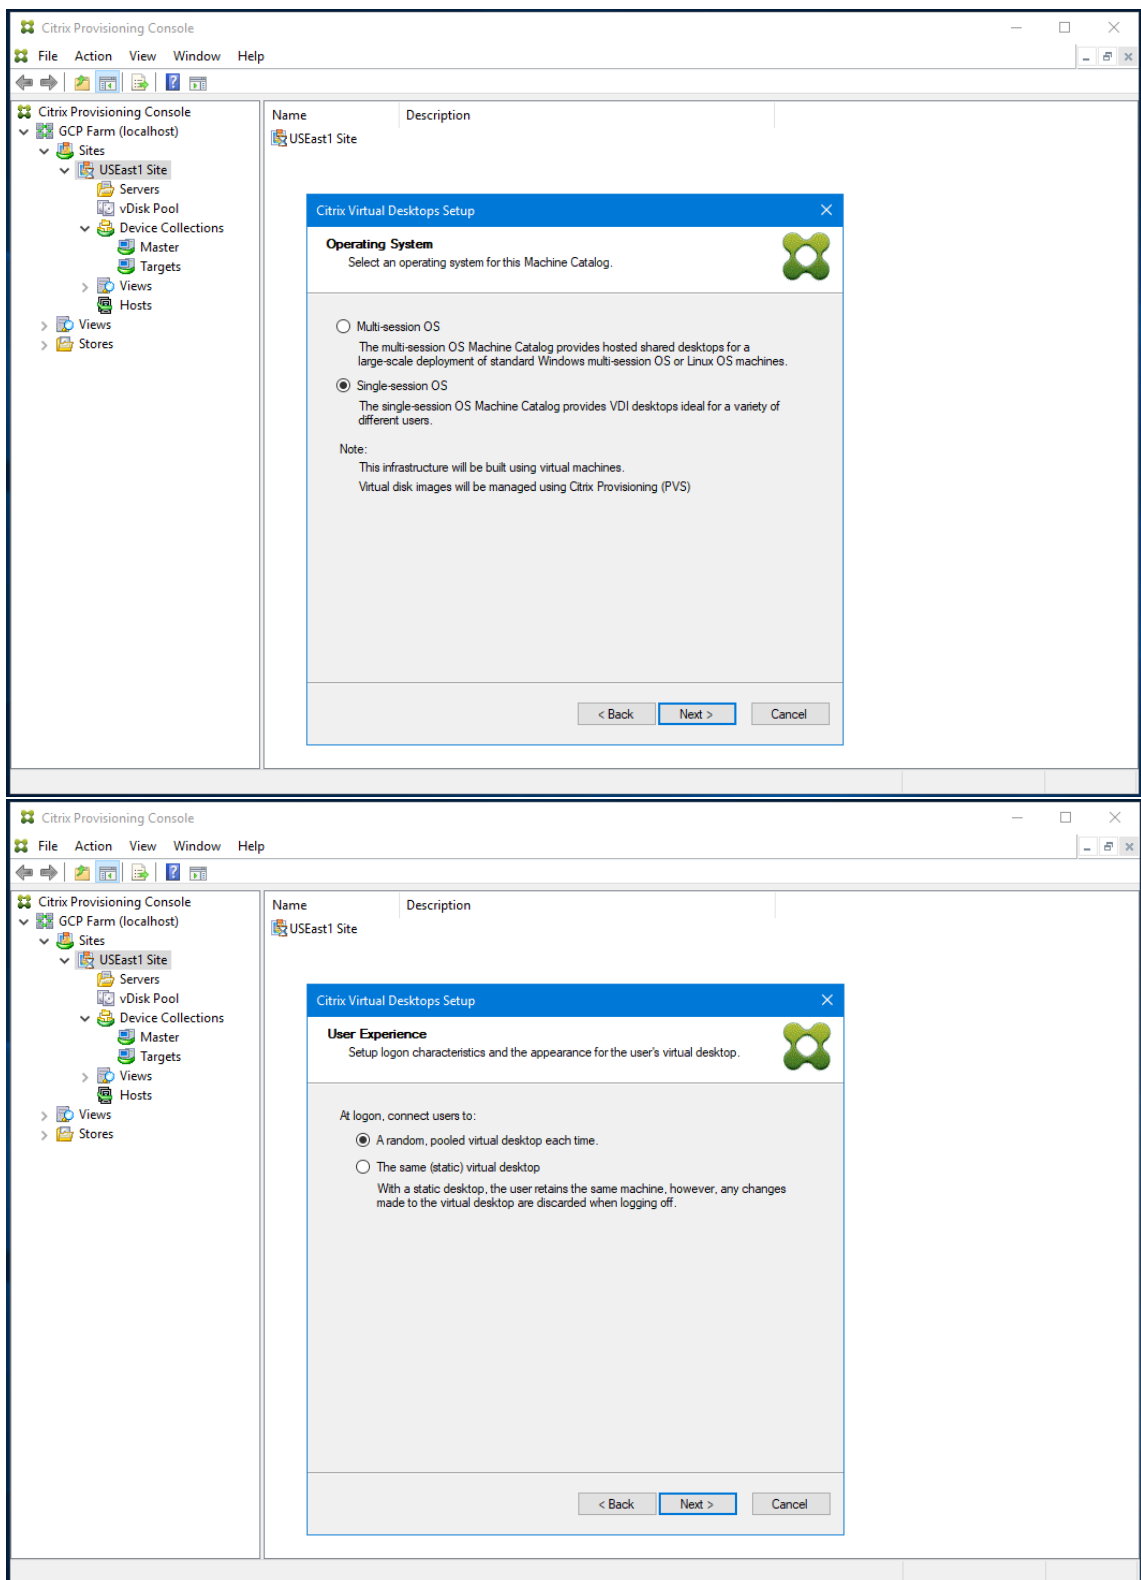 Citrix Provisioning Console
File Action View Window Help
Citrix Provisioning Console
GCP Farm (localhost)
Sites
USEast1 Site
Servers
vDisk Pool
Device Collections
Master
Targets
Views
Hosts
Views
Stores
Name Description
USEast1 Site
Citrix Virtual Desktops Setup
Operating System
Select an operating system for this Machine Catalog.
Multi-session OS
The multi-session OS Machine Catalog provides hosted shared desktops for a
large-scale deployment of standard Windows multi-session OS or Linux OS machines.
Single-session OS
The single-session OS Machine Catalog provides VDI desktops ideal for a variety of
different users.
Note:
This infrastructure will be built using virtual machines.
Virtual disk images will be managed using Citrix Provisioning (PVS)
< Back Next > Cancel
Citrix Provisioning Console
File Action View Window Help
Citrix Provisioning Console
GCP Farm (localhost)
Sites
USEast1 Site
Servers
vDisk Pool
Device Collections
Master
Targets
Views
Hosts
Views
Stores
Name Description
USEast1 Site
Citrix Virtual Desktops Setup
User Experience
Setup logon characteristics and the appearance for the user's virtual desktop.
At logon, connect users to:
A random, pooled virtual desktop each time.
The same (static) virtual desktop
With a static desktop, the user retains the same machine, however, any changes
made to the virtual desktop are discarded when logging off.
< Back Next > Cancel